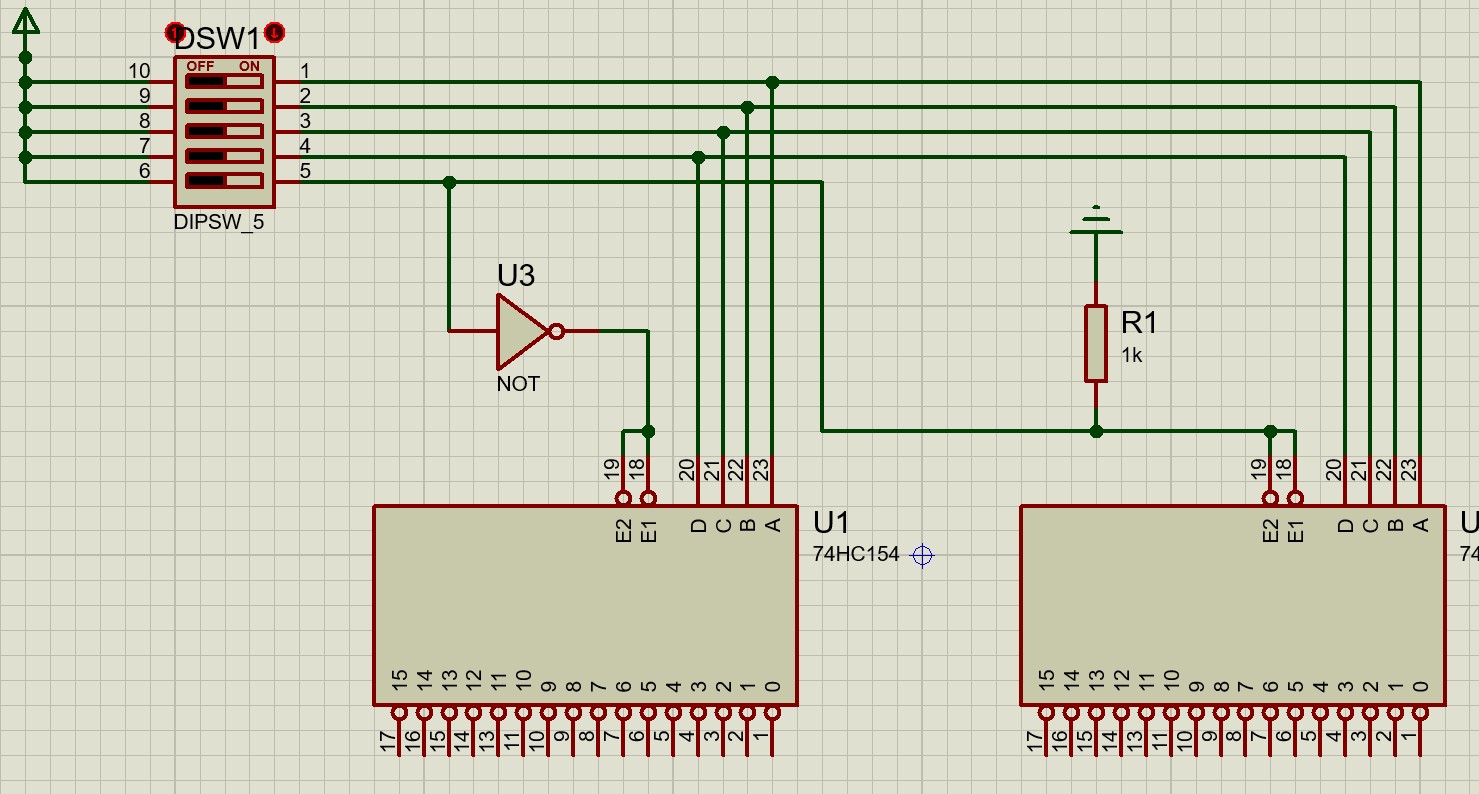 DSW1
OFF ON
10 1
9 2
8 3
7 4
6 5
DIPSW_5
U3
NOT
R1
1k
19 18 20 21 22 23
E2 E1 D C B A
U1
74HC154
15 14 13 12 11 10 9 8 7 6 5 4 3 2 1 0
17 16 15 14 13 11 10 9 8 7 6 5 4 3 2 1
19 18 20 21 22 23
E2 E1 D C B A
U
74
15 14 13 12 11 10 9 8 7 6 5 4 3 2 1 0
17 16 15 14 13 11 10 9 8 7 6 5 4 3 2 1